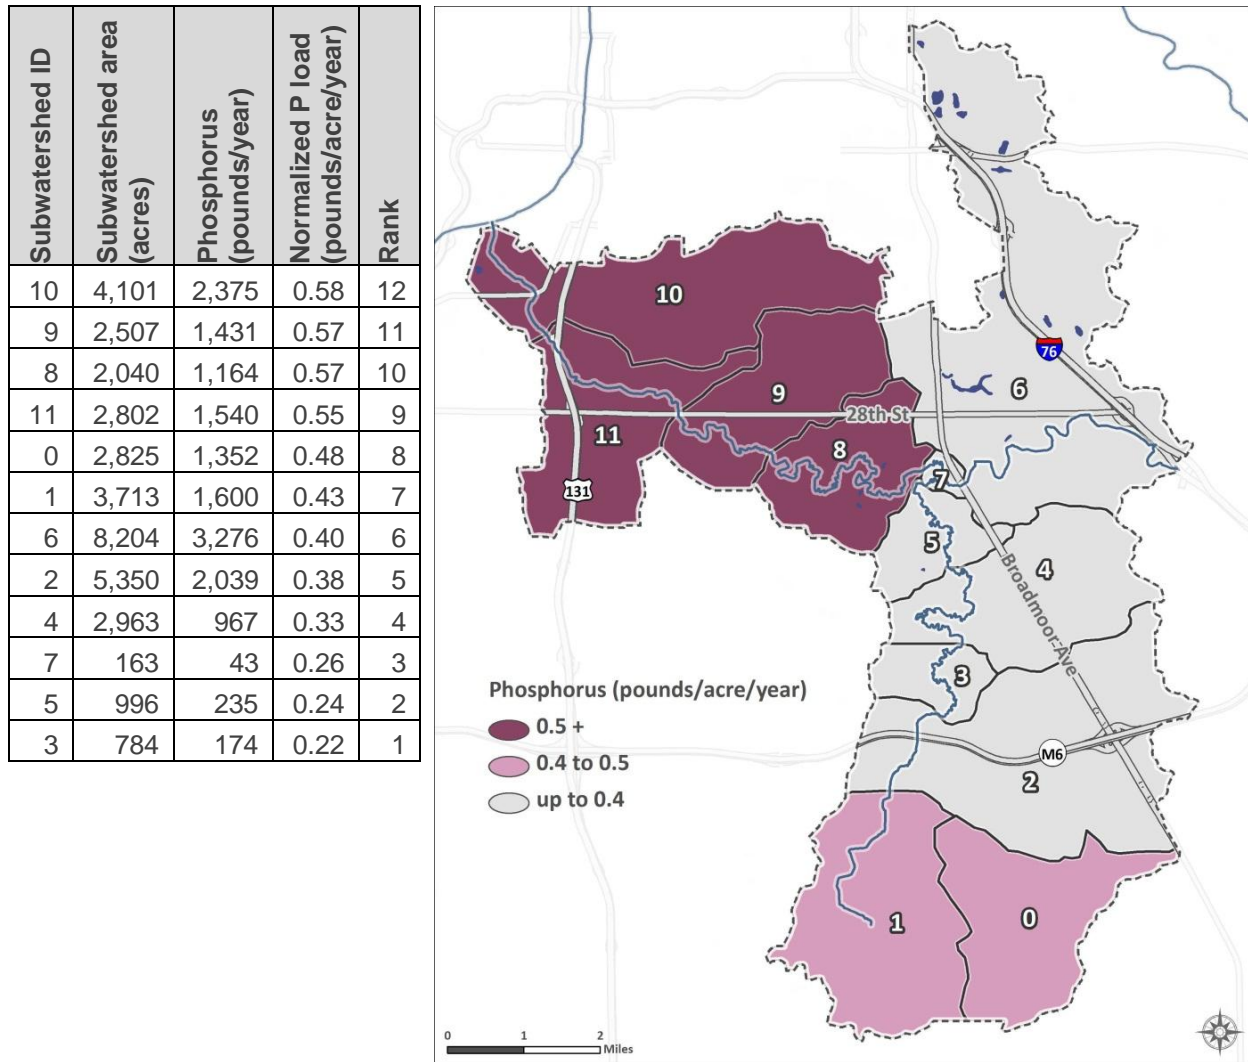 Subwatershed ID
Subwatershed area
(acres)
Phosphorus
(pounds/year)
Normalized P load
(pounds/acre/year)
Rank
10 4,101 2,375 0.58 12
9 2,507 1,431 0.57 11
8 2,040 1,164 0.57 10
11 2,802 1,540 0.55 9
0 2,825 1,352 0.48 8
1 3,713 1,600 0.43 7
6 8,204 3,276 0.40 6
2 5,350 2,039 0.38 5
4 2,963 967 0.33 4
7 163 43 0.26 3
5 996 235 0.24 2
3 784 174 0.22 1
10
76
6
9
28th St
11
8
7
131
5
4
Broadmoor Ave
3
Phosphorus (pounds/acre/year)
0.5 +
0.4 to 0.5
up to 0.4
M6
2
1
0
0 1 2
Miles